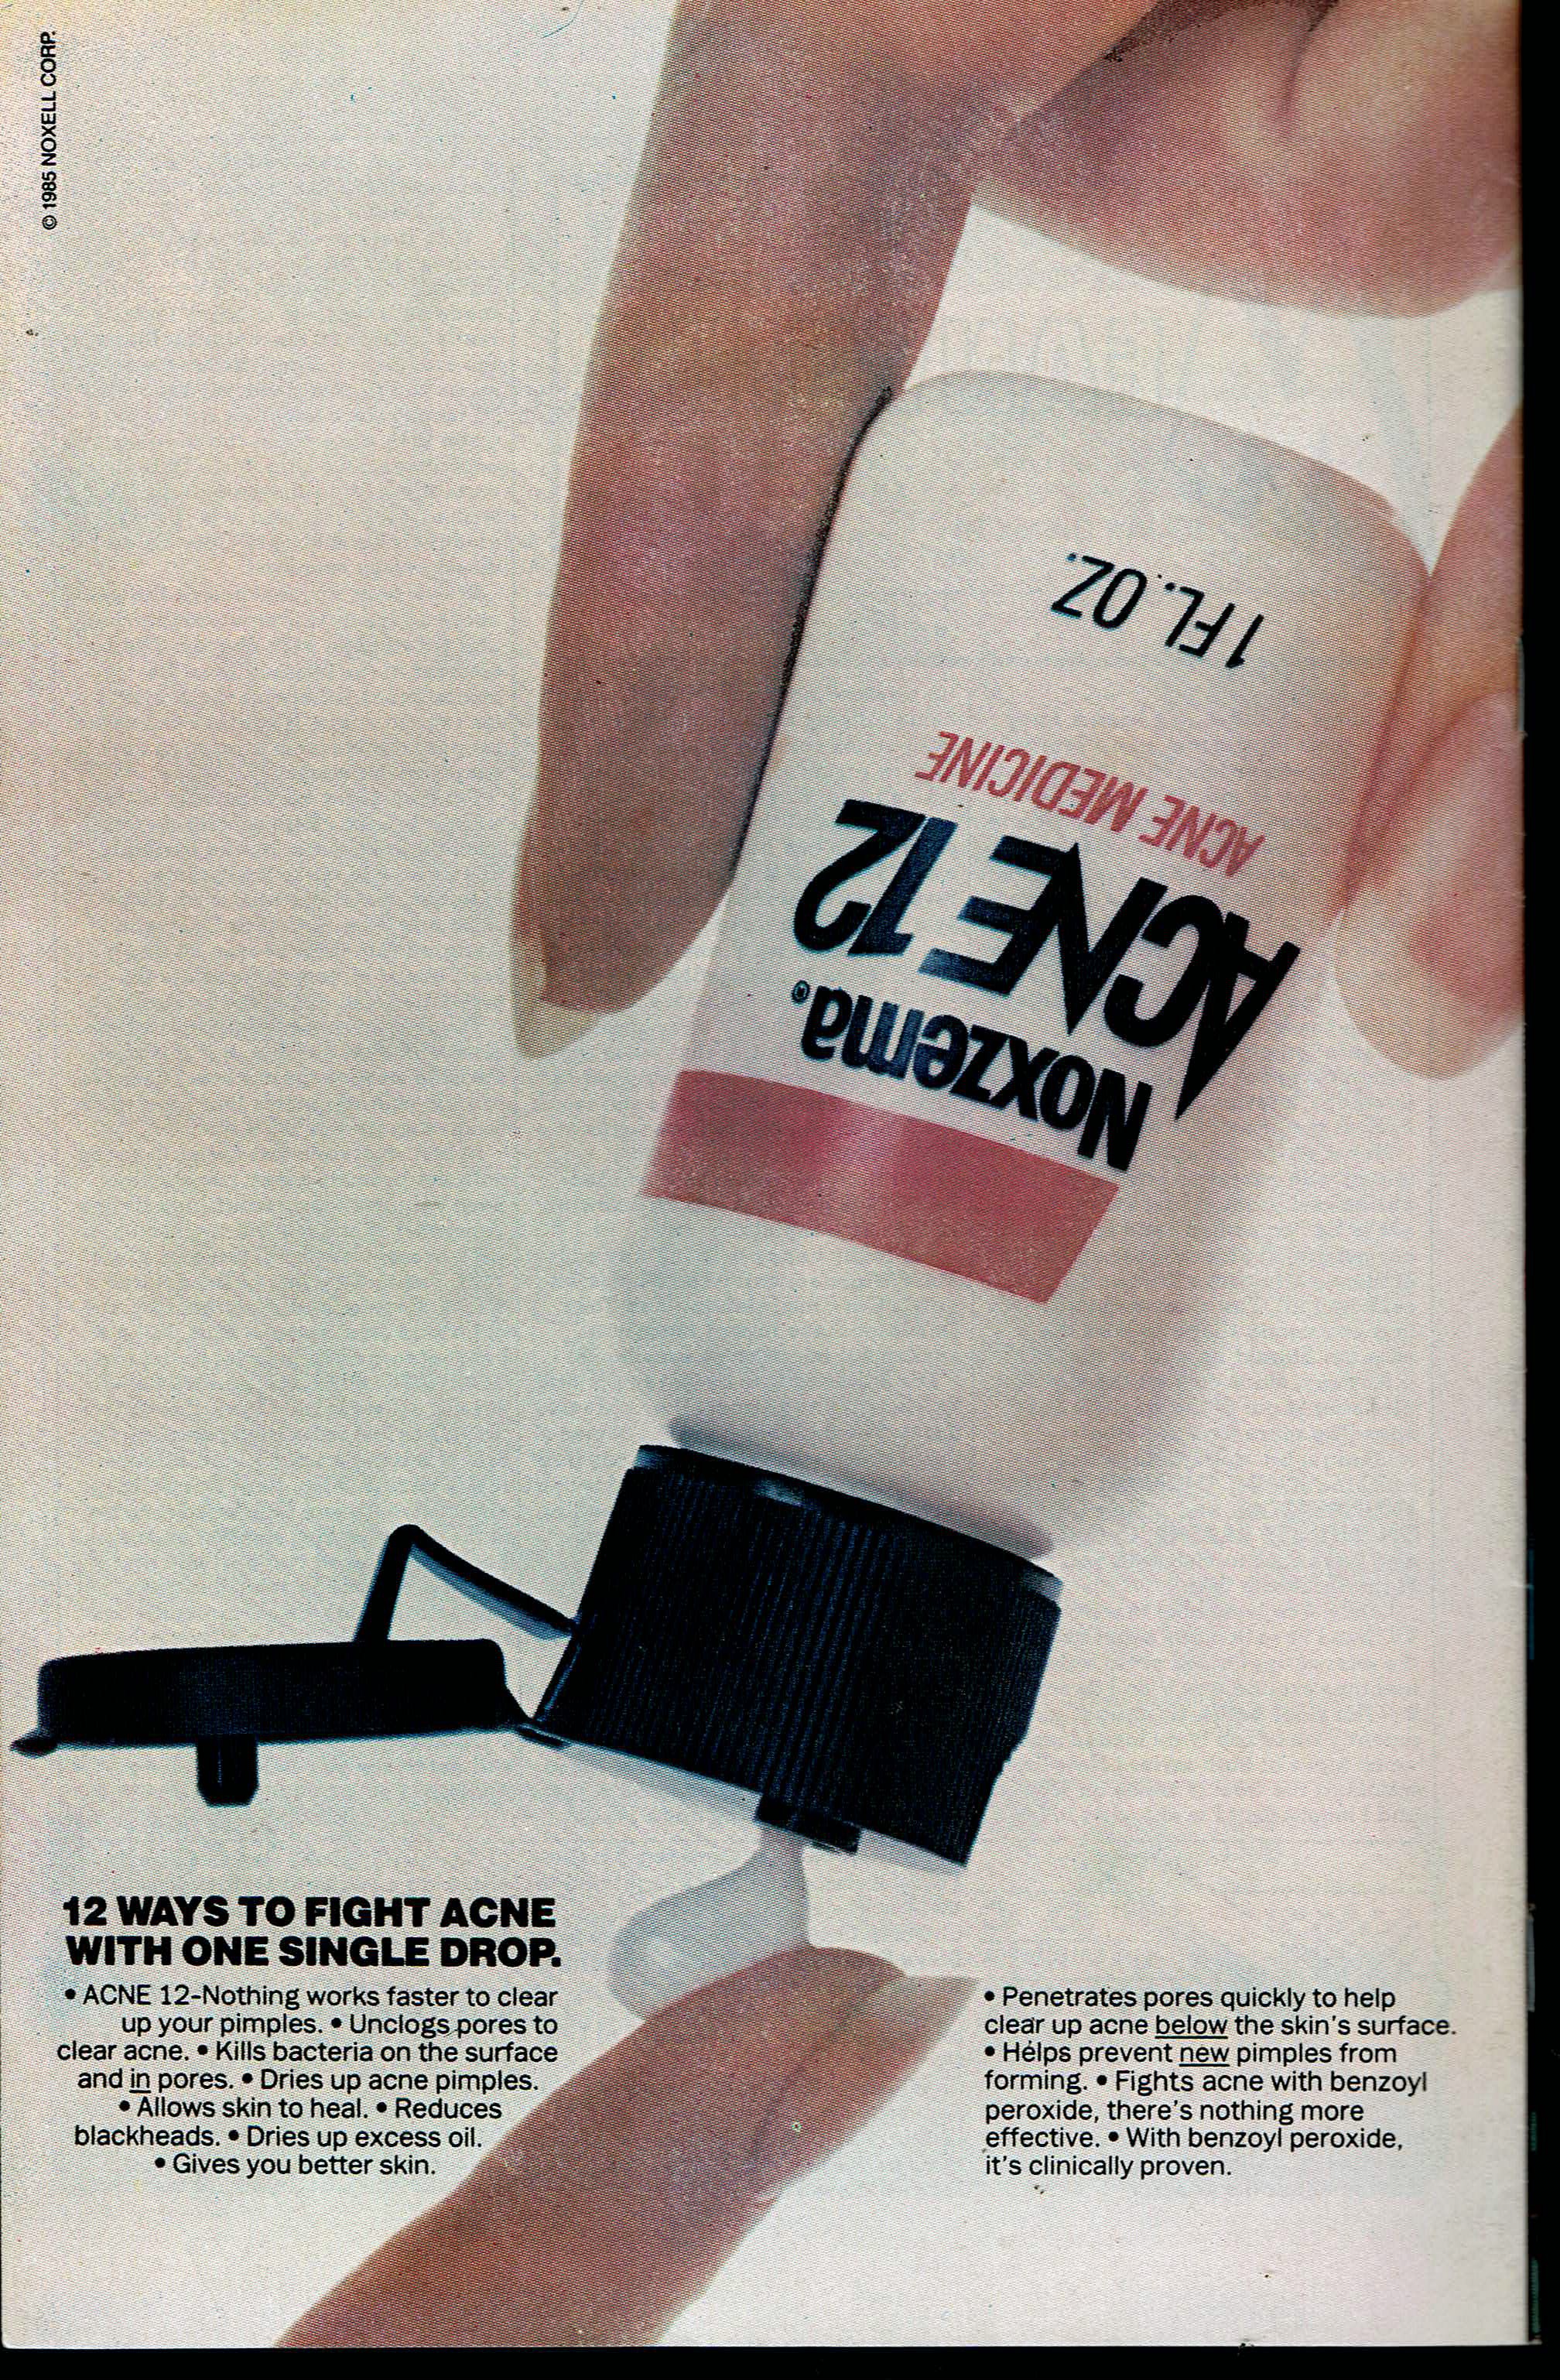 © 1985 NOXELL CORP.
Noxzema®
ACNE 12
ACNE MEDICINE
1 FL. OZ.
12 WAYS TO FIGHT ACNE
WITH ONE SINGLE DROP.
• ACNE 12-Nothing works faster to clear
up your pimples. • Unclogs pores to
clear acne. • Kills bacteria on the surface
and in pores. • Dries up acne pimples.
• Allows skin to heal. • Reduces
blackheads. • Dries up excess oil.
• Gives you better skin.
• Penetrates pores quickly to help
clear up acne below the skin's surface.
• Helps prevent new pimples from
forming. • Fights acne with benzoyl
peroxide, there's nothing more
effective. • With benzoyl peroxide,
it's clinically proven.